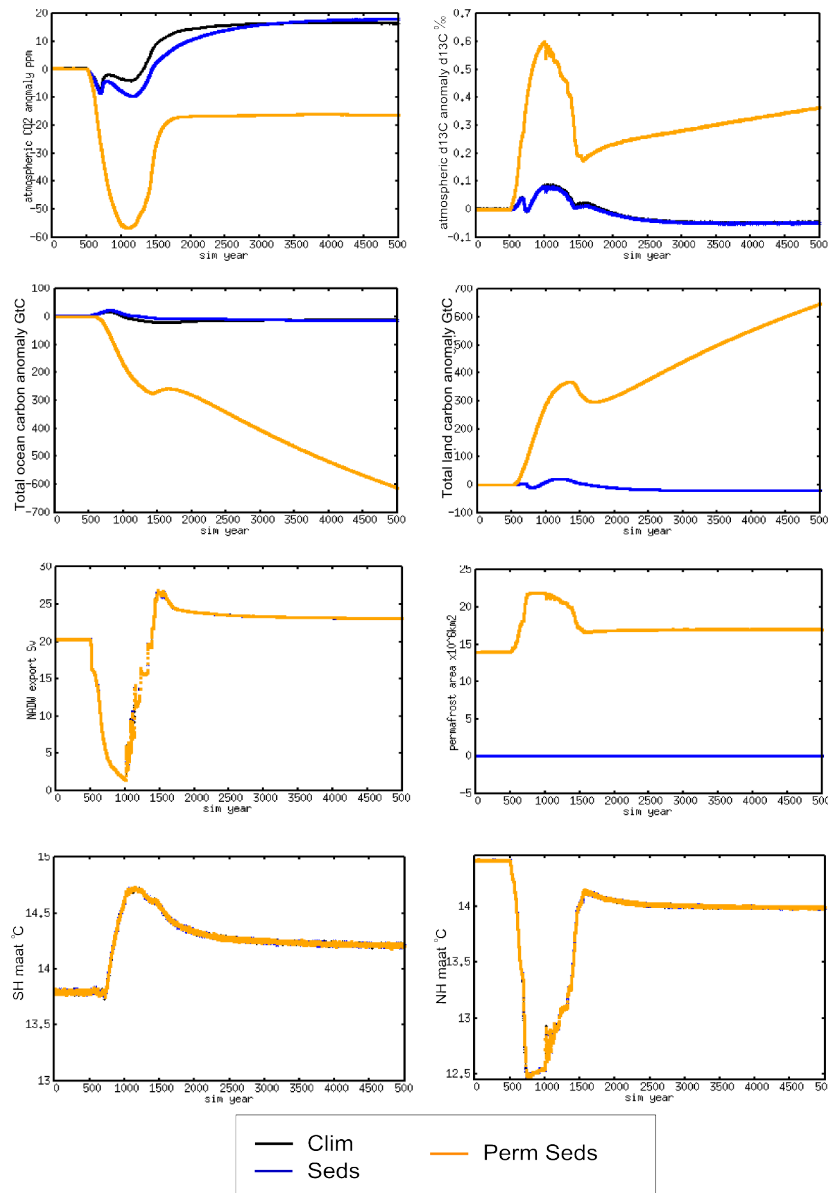 atmospheric CO2 anomaly ppm
20
10
0
−10
−20
−30
−40
−50
−60
0 500 1000 1500 2000 2500 3000 3500 4000 4500 500
sim year
atmospheric d13C anomaly d13C ‰
0,7
0,6
0,5
0,4
0,3
0,2
0,1
0
−0,1
0 500 1000 1500 2000 2500 3000 3500 4000 4500 500
sim year
Total ocean carbon anomaly GtC
100
0
100
200
300
400
500
−600
−700
0 500 1000 1500 2000 2500 3000 3500 4000 4500 500
sim year
Total land carbon anomaly GtC
700
600
500
400
300
200
100
0
−100
0 500 1000 1500 2000 2500 3000 3500 4000 4500 500
sim year
NADW export Sv
30
25
20
15
10
5
0
0 500 1000 1500 2000 2500 3000 3500 4000 4500 500
sim year
permafrost area x10^6km2
25
20
15
10
5
0
−5
0 500 1000 1500 2000 2500 3000 3500 4000 4500 500
sim year
SH maat °C
15
14,5
14
13,5
13
0 500 1000 1500 2000 2500 3000 3500 4000 4500 500
sim year
NH maat °C
14
13,5
13
12,5
0 500 1000 1500 2000 2500 3000 3500 4000 4500 500
sim year
Clim
Seds
Perm Seds